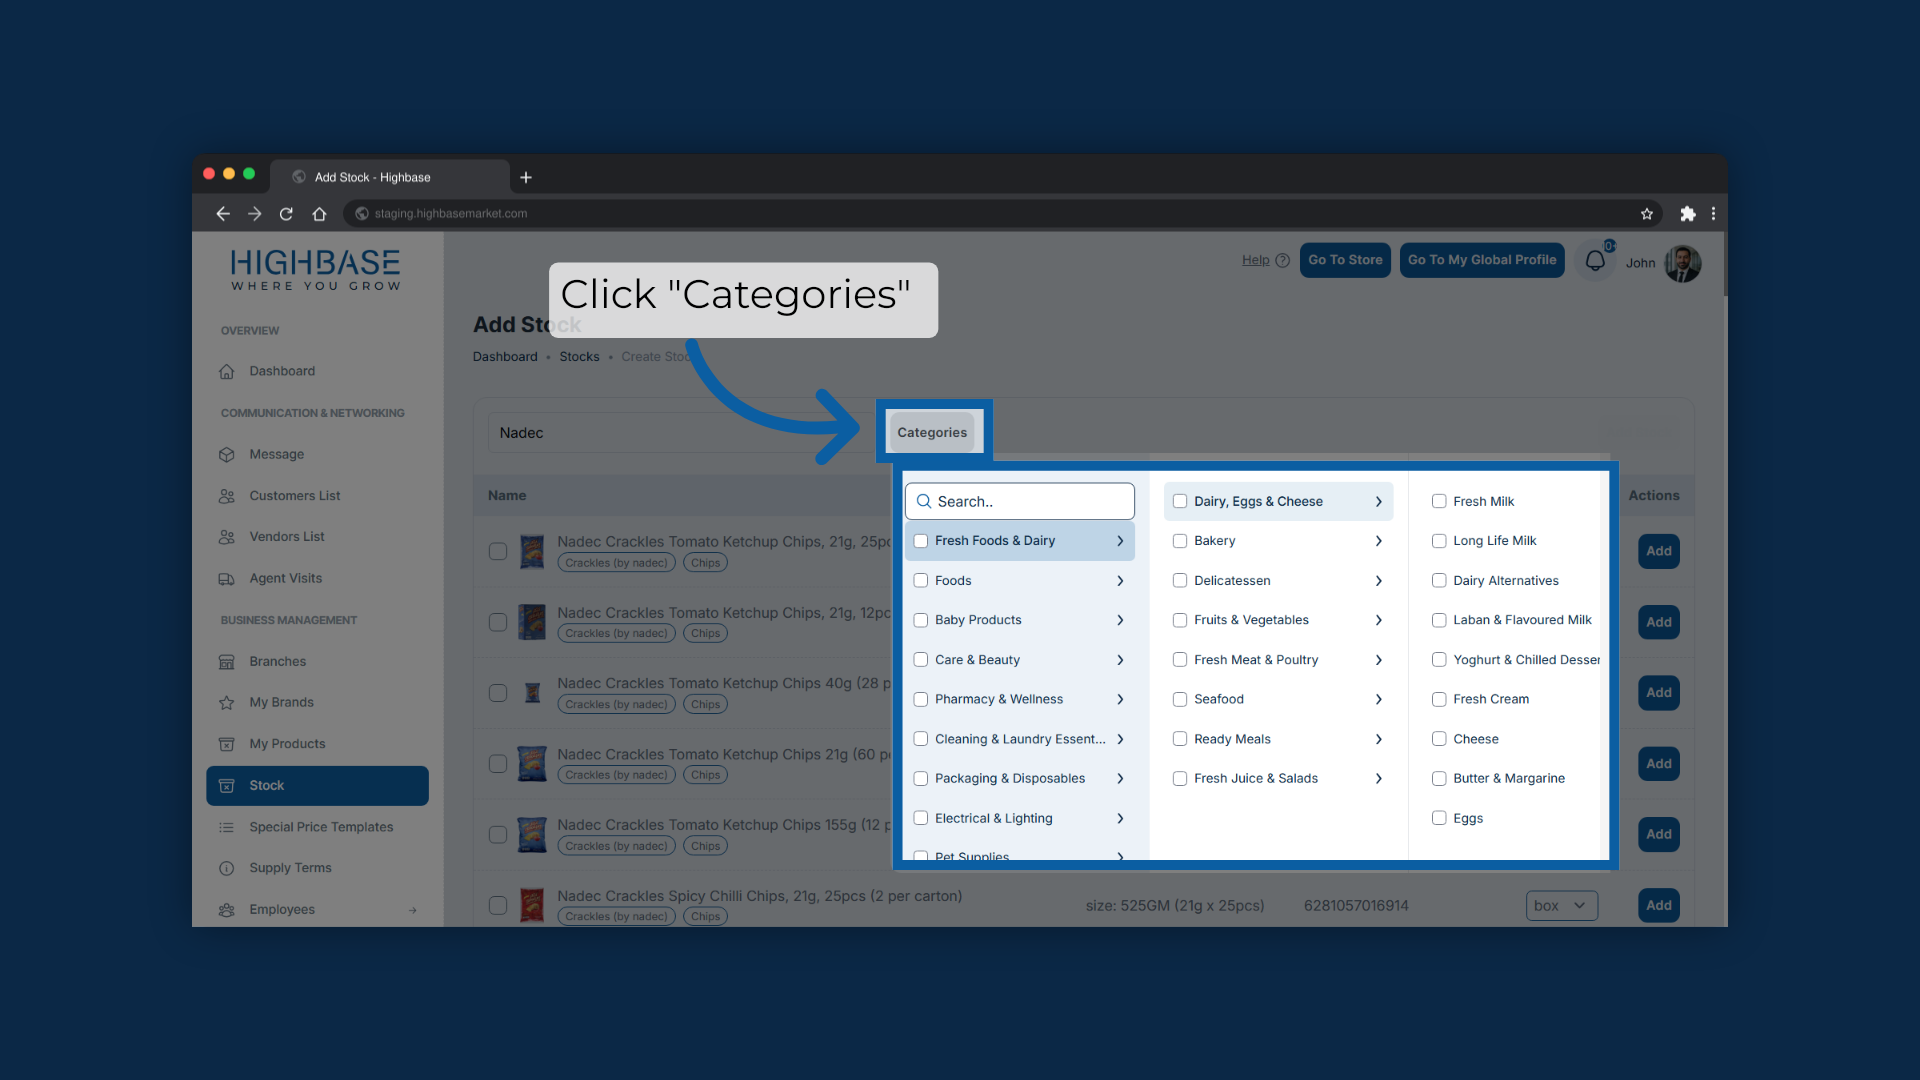 Add Stock - Highbase
staging.highbasemarket.com
HIGHBASE
WHERE YOU GROW
Help
Go To Store
Go To My Global Profile
John
Click "Categories"
Add Stock
Dashboard • Stocks • Create Stoc
OVERVIEW
Dashboard
COMMUNICATION & NETWORKING
Message
Customers List
Vendors List
Agent Visits
BUSINESS MANAGEMENT
Branches
My Brands
My Products
Stock
Special Price Templates
Supply Terms
Employees
Nadec
Categories
Name
Actions
Nadec Crackles Tomato Ketchup Chips, 21g, 25pc
Crackles (by nadec) Chips
Add
Nadec Crackles Tomato Ketchup Chips, 21g, 12pc
Crackles (by nadec) Chips
Add
Nadec Crackles Tomato Ketchup Chips 40g (28 p
Crackles (by nadec) Chips
Add
Nadec Crackles Tomato Ketchup Chips 21g (60 p
Crackles (by nadec) Chips
Add
Nadec Crackles Tomato Ketchup Chips 155g (12 p
Crackles (by nadec) Chips
Add
Nadec Crackles Spicy Chilli Chips, 21g, 25pcs (2 per carton)
Crackles (by nadec) Chips
size: 525GM (21g x 25pcs)
6281057016914
box
Add
Search..
Fresh Foods & Dairy
Foods
Baby Products
Care & Beauty
Pharmacy & Wellness
Cleaning & Laundry Essent...
Packaging & Disposables
Electrical & Lighting
Pet Supplies
Dairy, Eggs & Cheese
Bakery
Delicatessen
Fruits & Vegetables
Fresh Meat & Poultry
Seafood
Ready Meals
Fresh Juice & Salads
Fresh Milk
Long Life Milk
Dairy Alternatives
Laban & Flavoured Milk
Yoghurt & Chilled Desser
Fresh Cream
Cheese
Butter & Margarine
Eggs